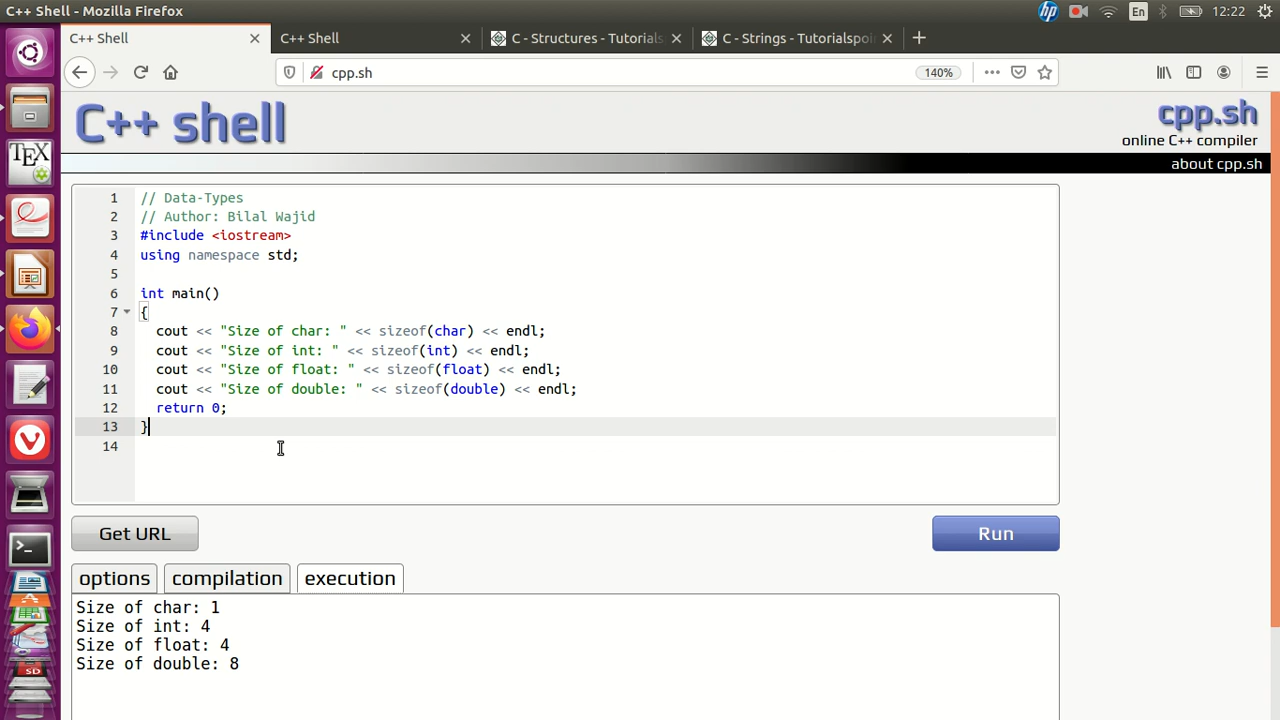 C++ Shell - Mozilla Firefox
hp
En
12:22
C++ Shell
C++ Shell
C - Structures - Tutorials
C - Strings - Tutorialspoi
cpp.sh
140%
C++ shell
cpp.sh
online C++ compiler
about cpp.sh
1 // Data-Types
2 // Author: Bilal Wajid
3 #include <iostream>
4 using namespace std;
5
6 int main()
7 {
8 cout << "Size of char: " << sizeof(char) << endl;
9 cout << "Size of int: " << sizeof(int) << endl;
10 cout << "Size of float: " << sizeof(float) << endl;
11 cout << "Size of double: " << sizeof(double) << endl;
12 return 0;
13 }
14
Get URL
Run
options
compilation
execution
Size of char: 1
Size of int: 4
Size of float: 4
Size of double: 8
TEX
SD